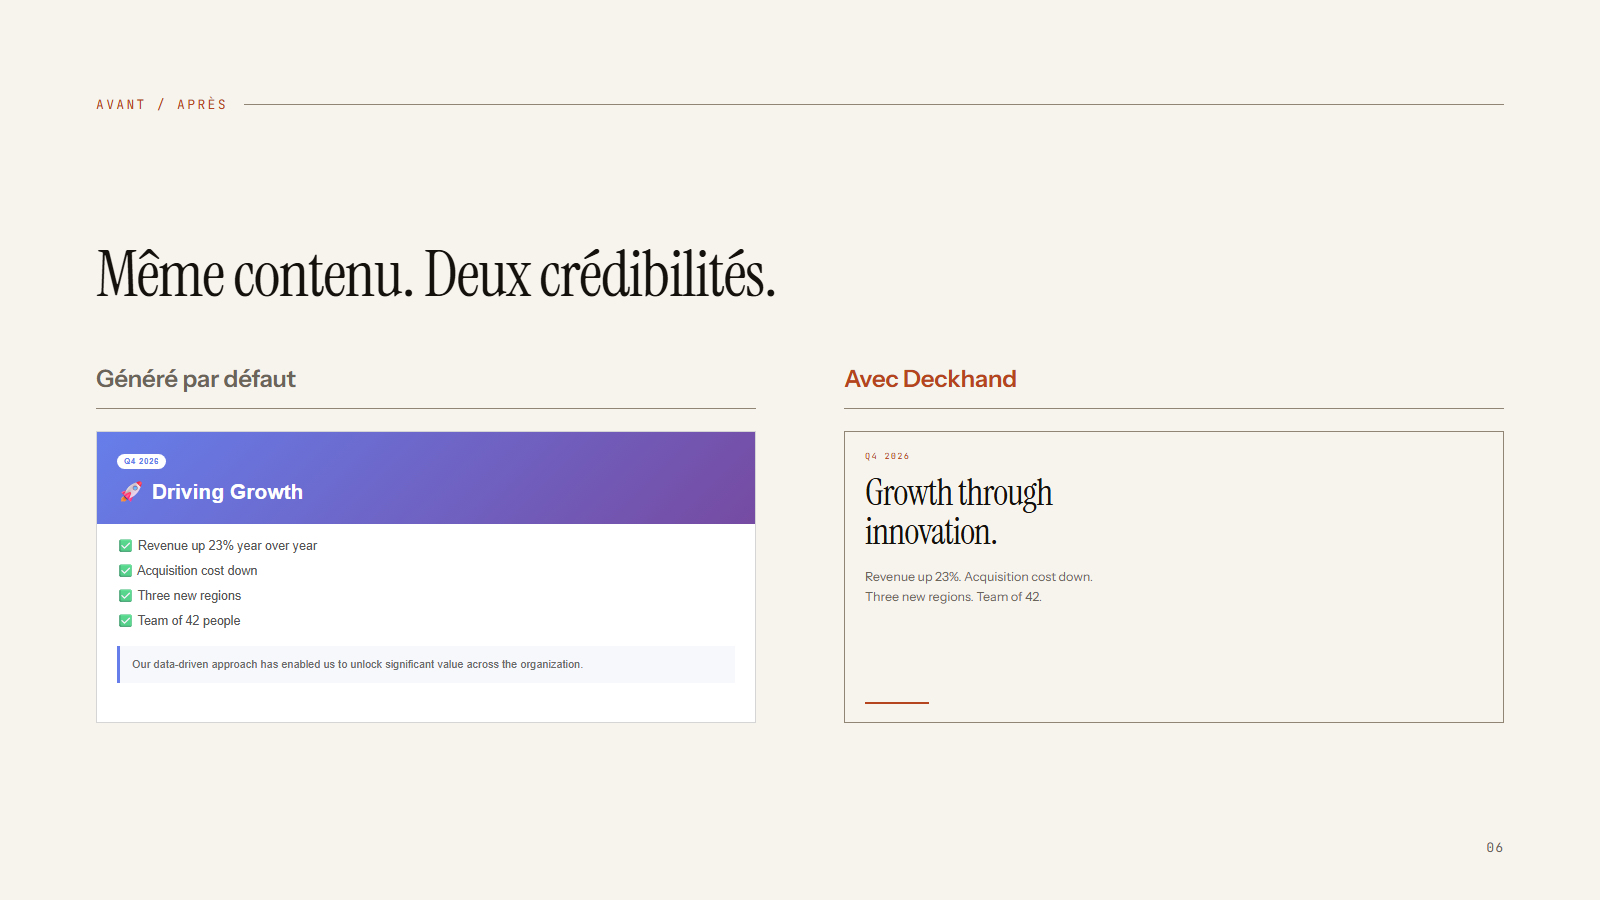 AVANT / APRÈS
Même contenu. Deux crédibilités.
Généré par défaut
Q4 2026
🚀 Driving Growth
✅ Revenue up 23% year over year
✅ Acquisition cost down
✅ Three new regions
✅ Team of 42 people
Our data-driven approach has enabled us to unlock significant value across the organization.
Avec Deckhand
Q4 2026
Growth through
innovation.
Revenue up 23%. Acquisition cost down.
Three new regions. Team of 42.
06